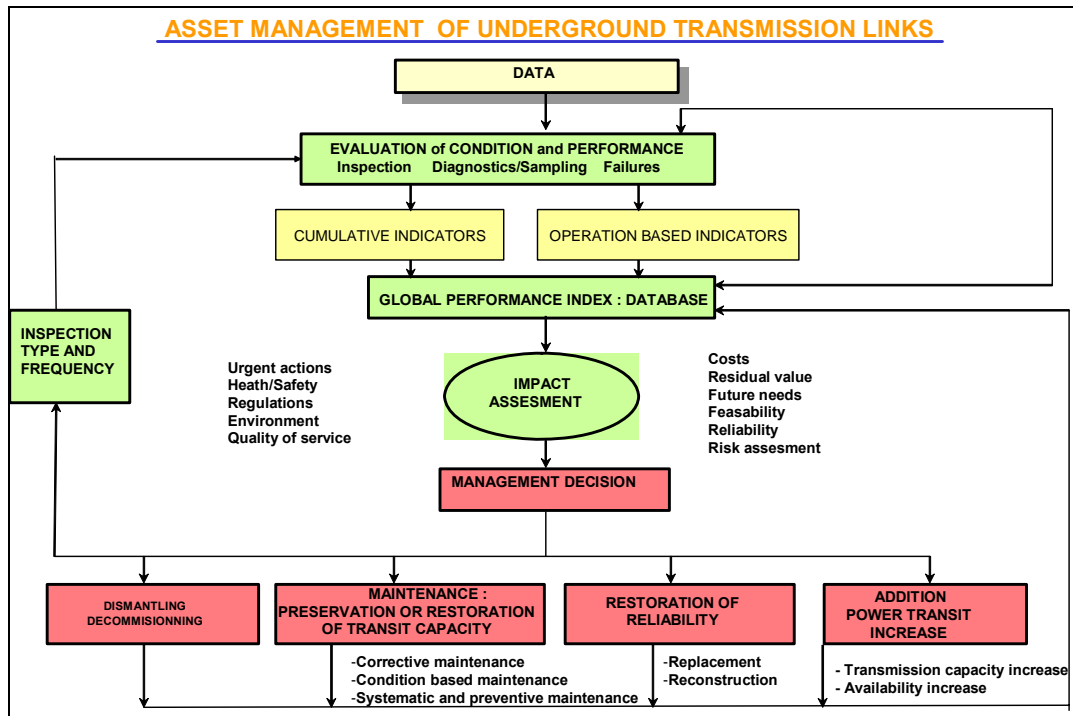 ASSET MANAGEMENT OF UNDERGROUND TRANSMISSION LINKS
DATA
EVALUATION of CONDITION and PERFORMANCE
Inspection Diagnostics/Sampling Failures
CUMULATIVE INDICATORS
OPERATION BASED INDICATORS
GLOBAL PERFORMANCE INDEX : DATABASE
INSPECTION
TYPE AND
FREQUENCY
Urgent actions
Heath/Safety
Regulations
Environment
Quality of service
IMPACT
ASSESMENT
Costs
Residual value
Future needs
Feasability
Reliability
Risk assesment
MANAGEMENT DECISION
DISMANTLING
DECOMMISIONNING
MAINTENANCE :
PRESERVATION OR RESTORATION
OF TRANSIT CAPACITY
RESTORATION OF
RELIABILITY
ADDITION
POWER TRANSIT
INCREASE
-Corrective maintenance
-Condition based maintenance
-Systematic and preventive maintenance
-Replacement
-Reconstruction
- Transmission capacity increase
- Availability increase